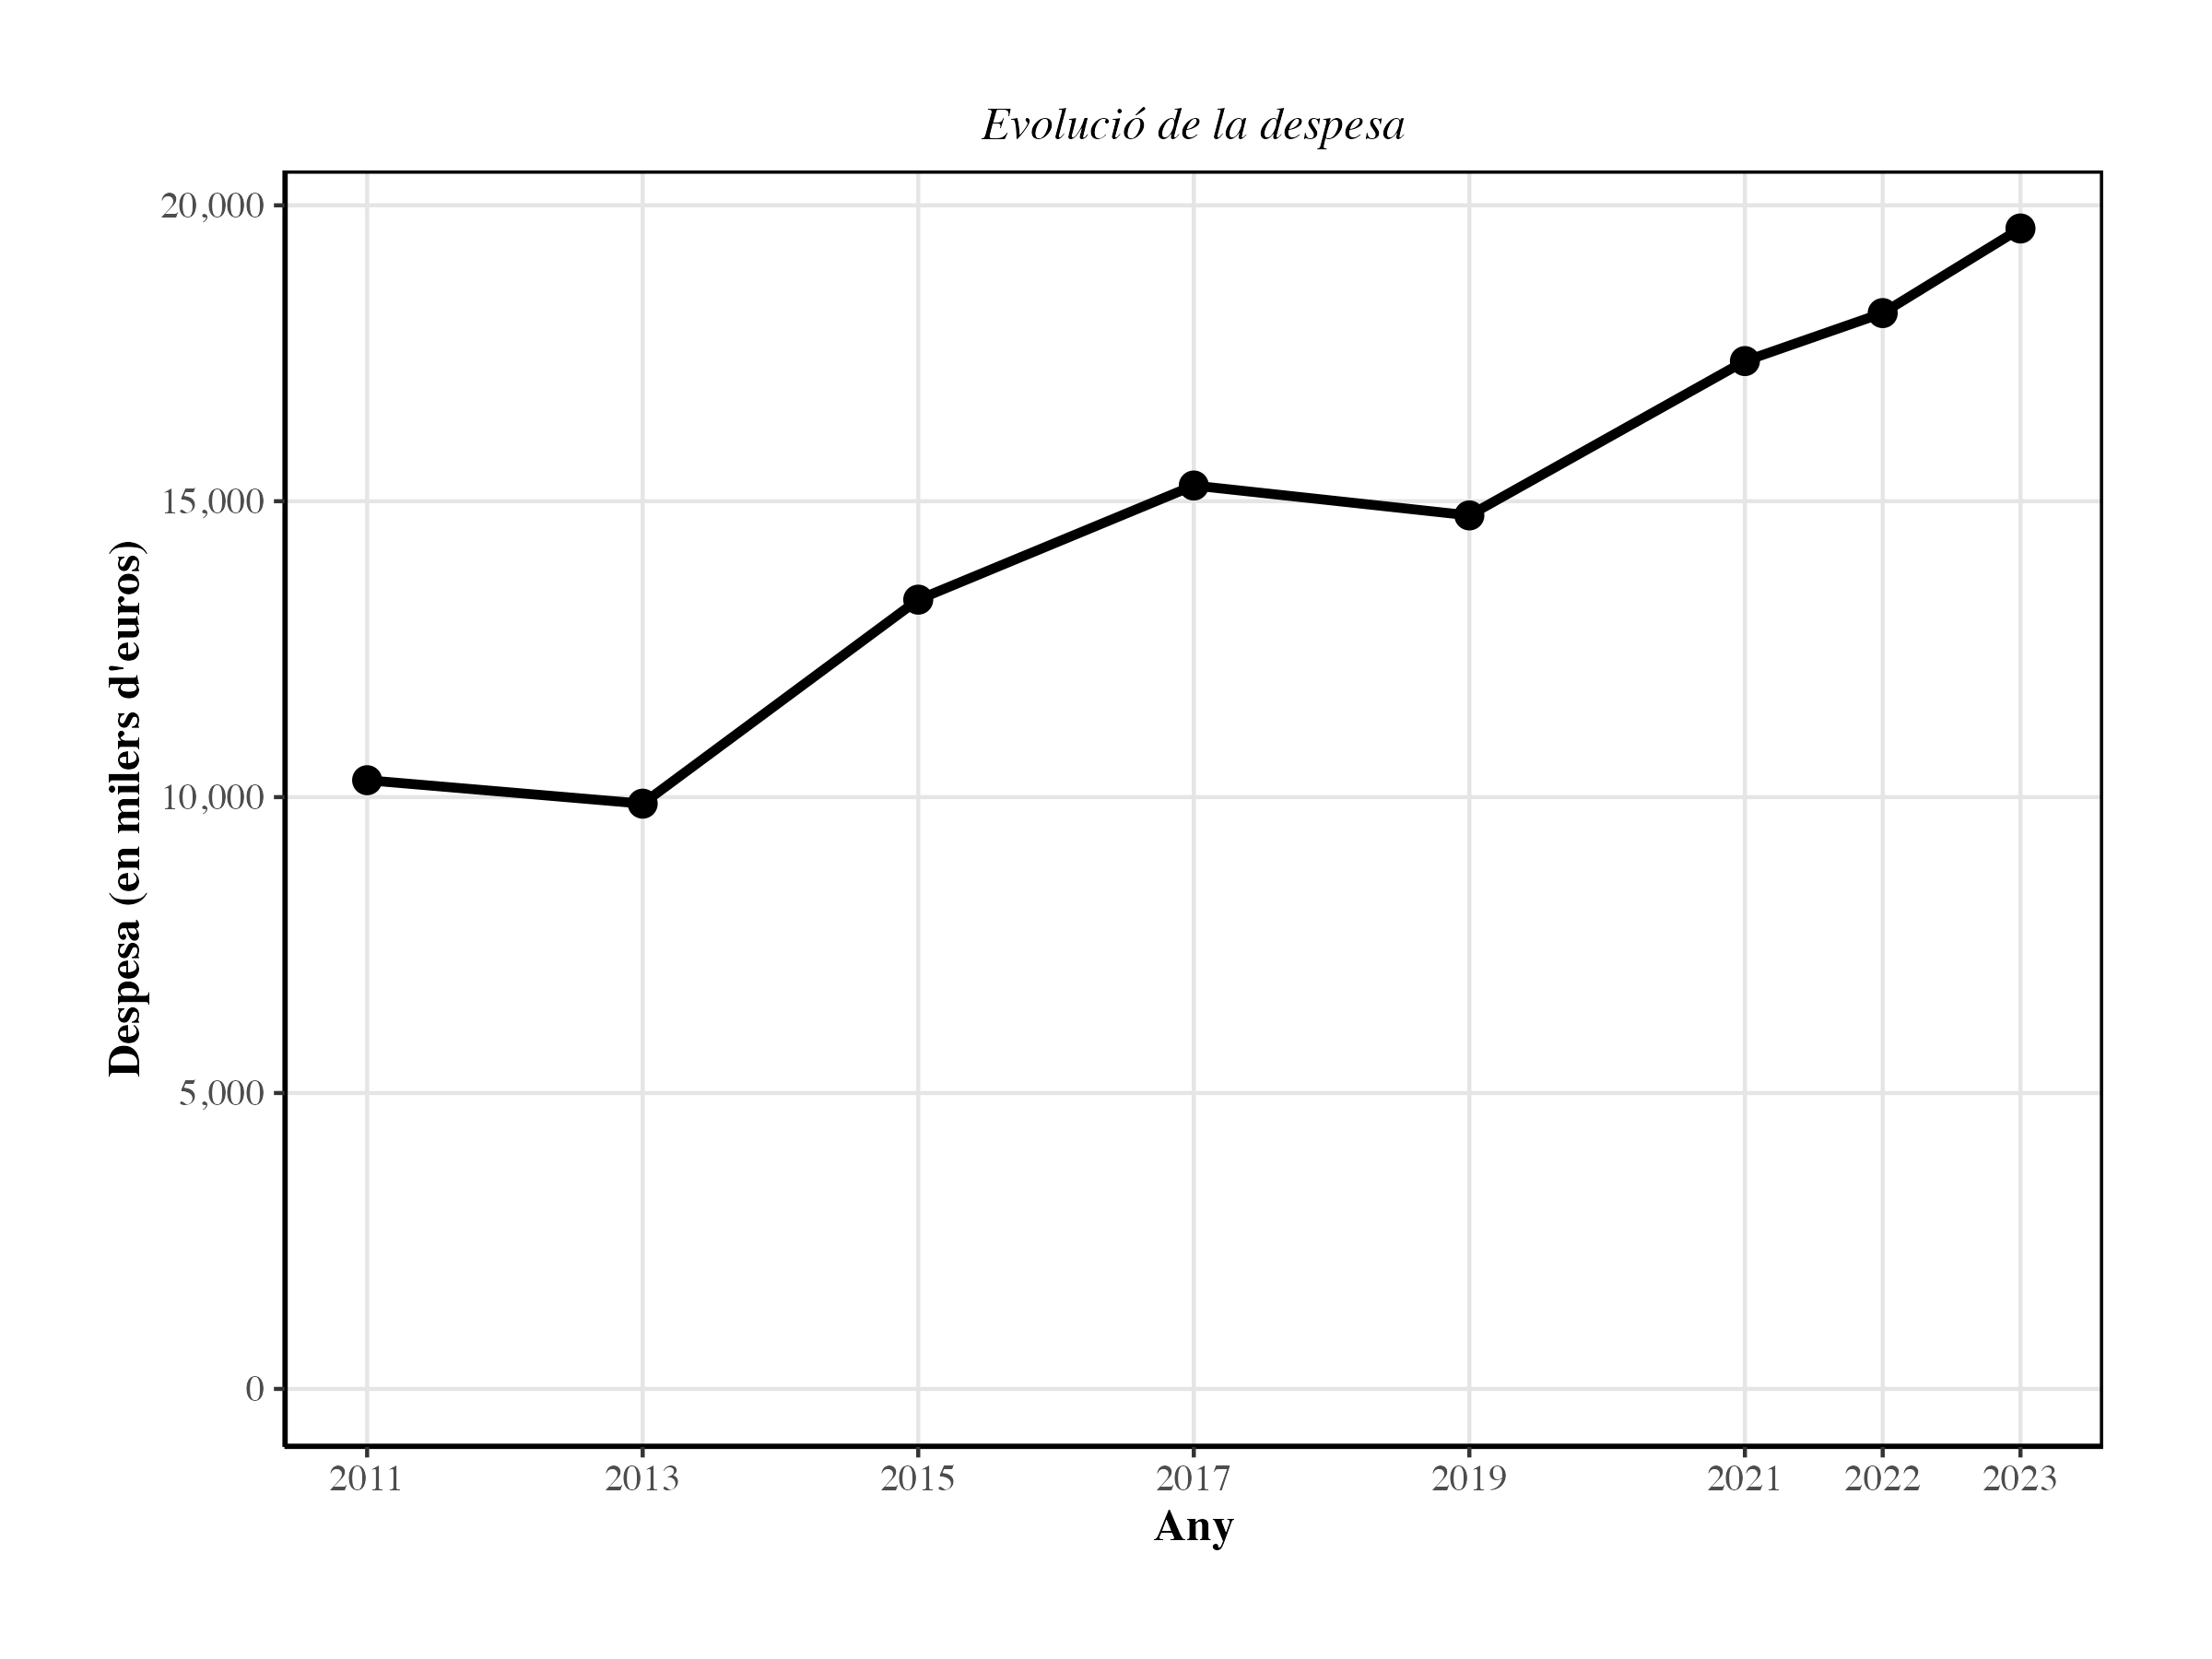 Evolució de la despesa
20,000
15,000
10,000
5,000
0
Despesa (en milers d'euros)
2011 2013 2015 2017 2019 2021 2022 2023
Any